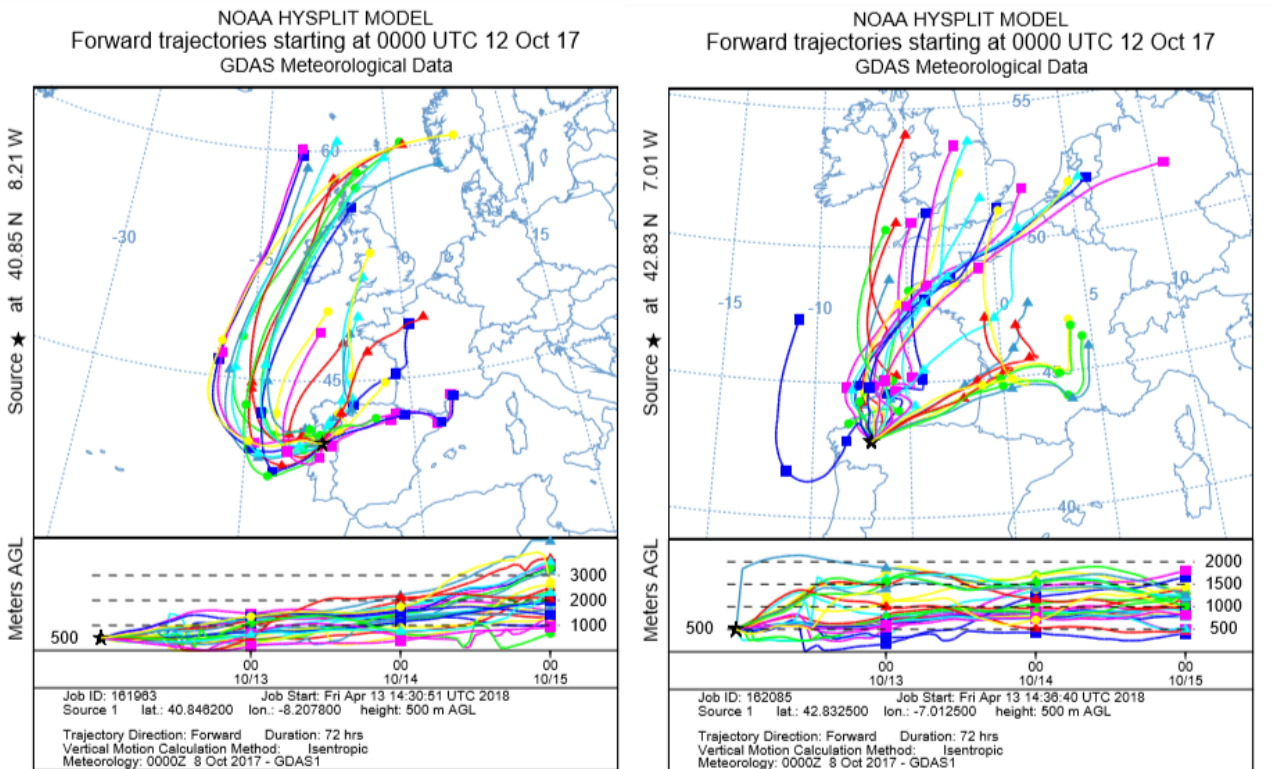 NOAA HYSPLIT MODEL
Forward trajectories starting at 0000 UTC 12 Oct 17
GDAS Meteorological Data
Source ★ at 40.85 N 8.21 W
60
-30
-15
15
0
45
Meters AGL
500
3000
2000
1000
00 00 00
10/13 10/14 10/15
Job ID: 161963 Job Start: Fri Apr 13 14:30:51 UTC 2018
Source 1 lat.: 40.846200 lon.: -8.207800 height: 500 m AGL
Trajectory Direction: Forward Duration: 72 hrs
Vertical Motion Calculation Method: Isentropic
Meteorology: 0000Z 8 Oct 2017 - GDAS1
NOAA HYSPLIT MODEL
Forward trajectories starting at 0000 UTC 12 Oct 17
GDAS Meteorological Data
Source ★ at 42.83 N 7.01 W
55
50
-15
-10
0
5
10
40
Meters AGL
500
2000
1500
1000
500
00 00 00
10/13 10/14 10/15
Job ID: 162085 Job Start: Fri Apr 13 14:36:40 UTC 2018
Source 1 lat.: 42.832500 lon.: -7.012500 height: 500 m AGL
Trajectory Direction: Forward Duration: 72 hrs
Vertical Motion Calculation Method: Isentropic
Meteorology: 0000Z 8 Oct 2017 - GDAS1